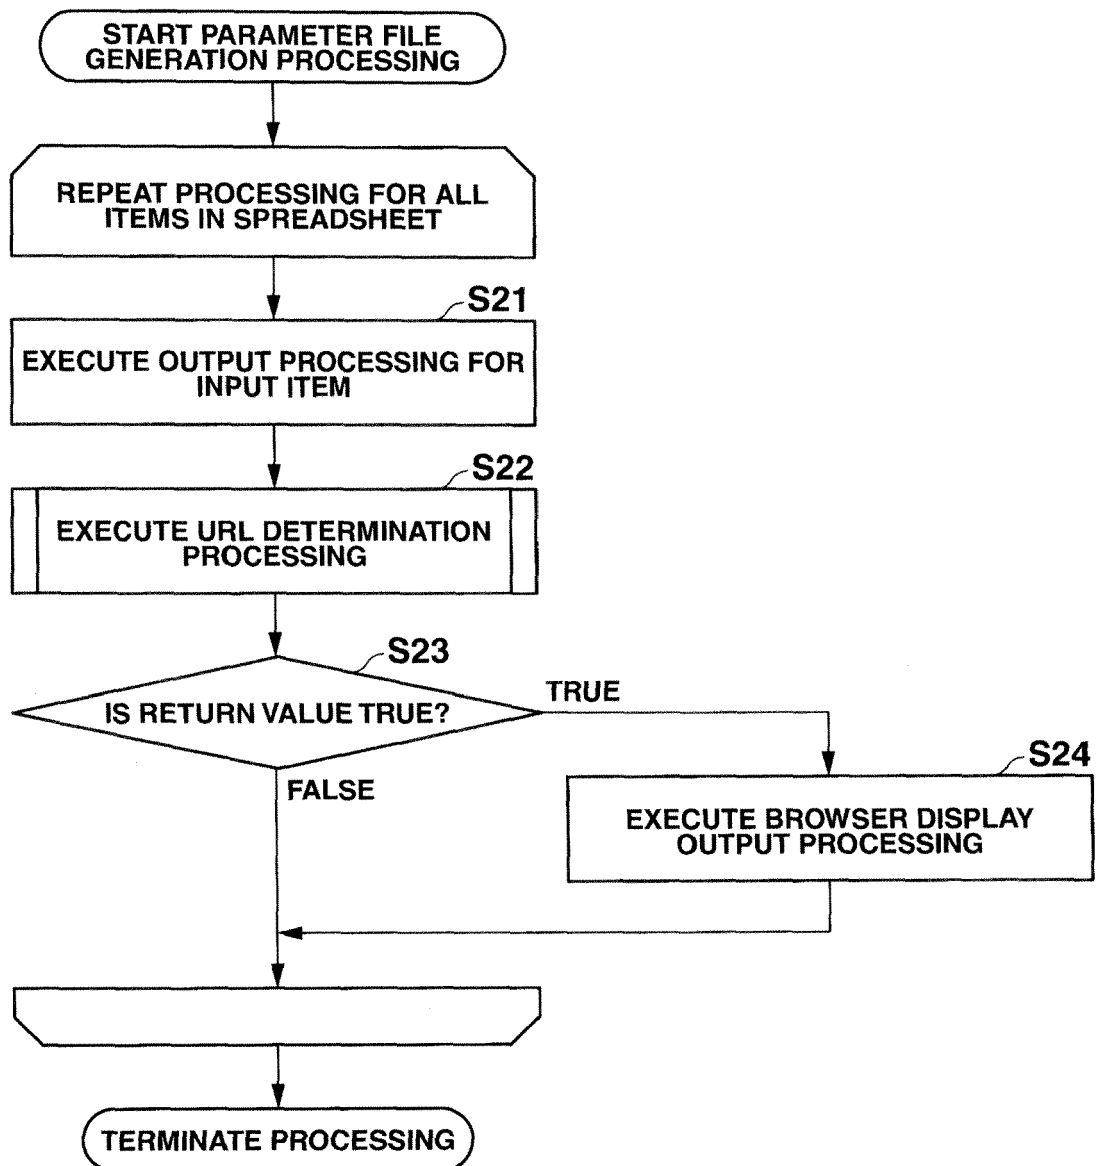 START PARAMETER FILE
GENERATION PROCESSING
REPEAT PROCESSING FOR ALL
ITEMS IN SPREADSHEET
S21
EXECUTE OUTPUT PROCESSING FOR
INPUT ITEM
S22
EXECUTE URL DETERMINATION
PROCESSING
S23
IS RETURN VALUE TRUE?
TRUE
FALSE
S24
EXECUTE BROWSER DISPLAY
OUTPUT PROCESSING
TERMINATE PROCESSING